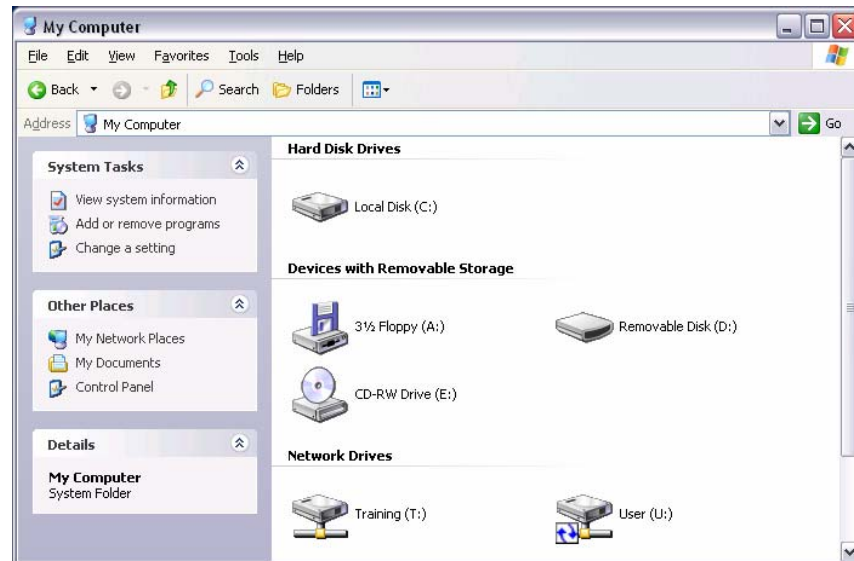 My Computer
File Edit View Favorites Tools Help
Back Search Folders
Address My Computer Go
System Tasks
View system information
Add or remove programs
Change a setting
Other Places
My Network Places
My Documents
Control Panel
Details
My Computer
System Folder
Hard Disk Drives
Local Disk (C:)
Devices with Removable Storage
3½ Floppy (A:) Removable Disk (D:)
CD-RW Drive (E:)
Network Drives
Training (T:) User (U:)